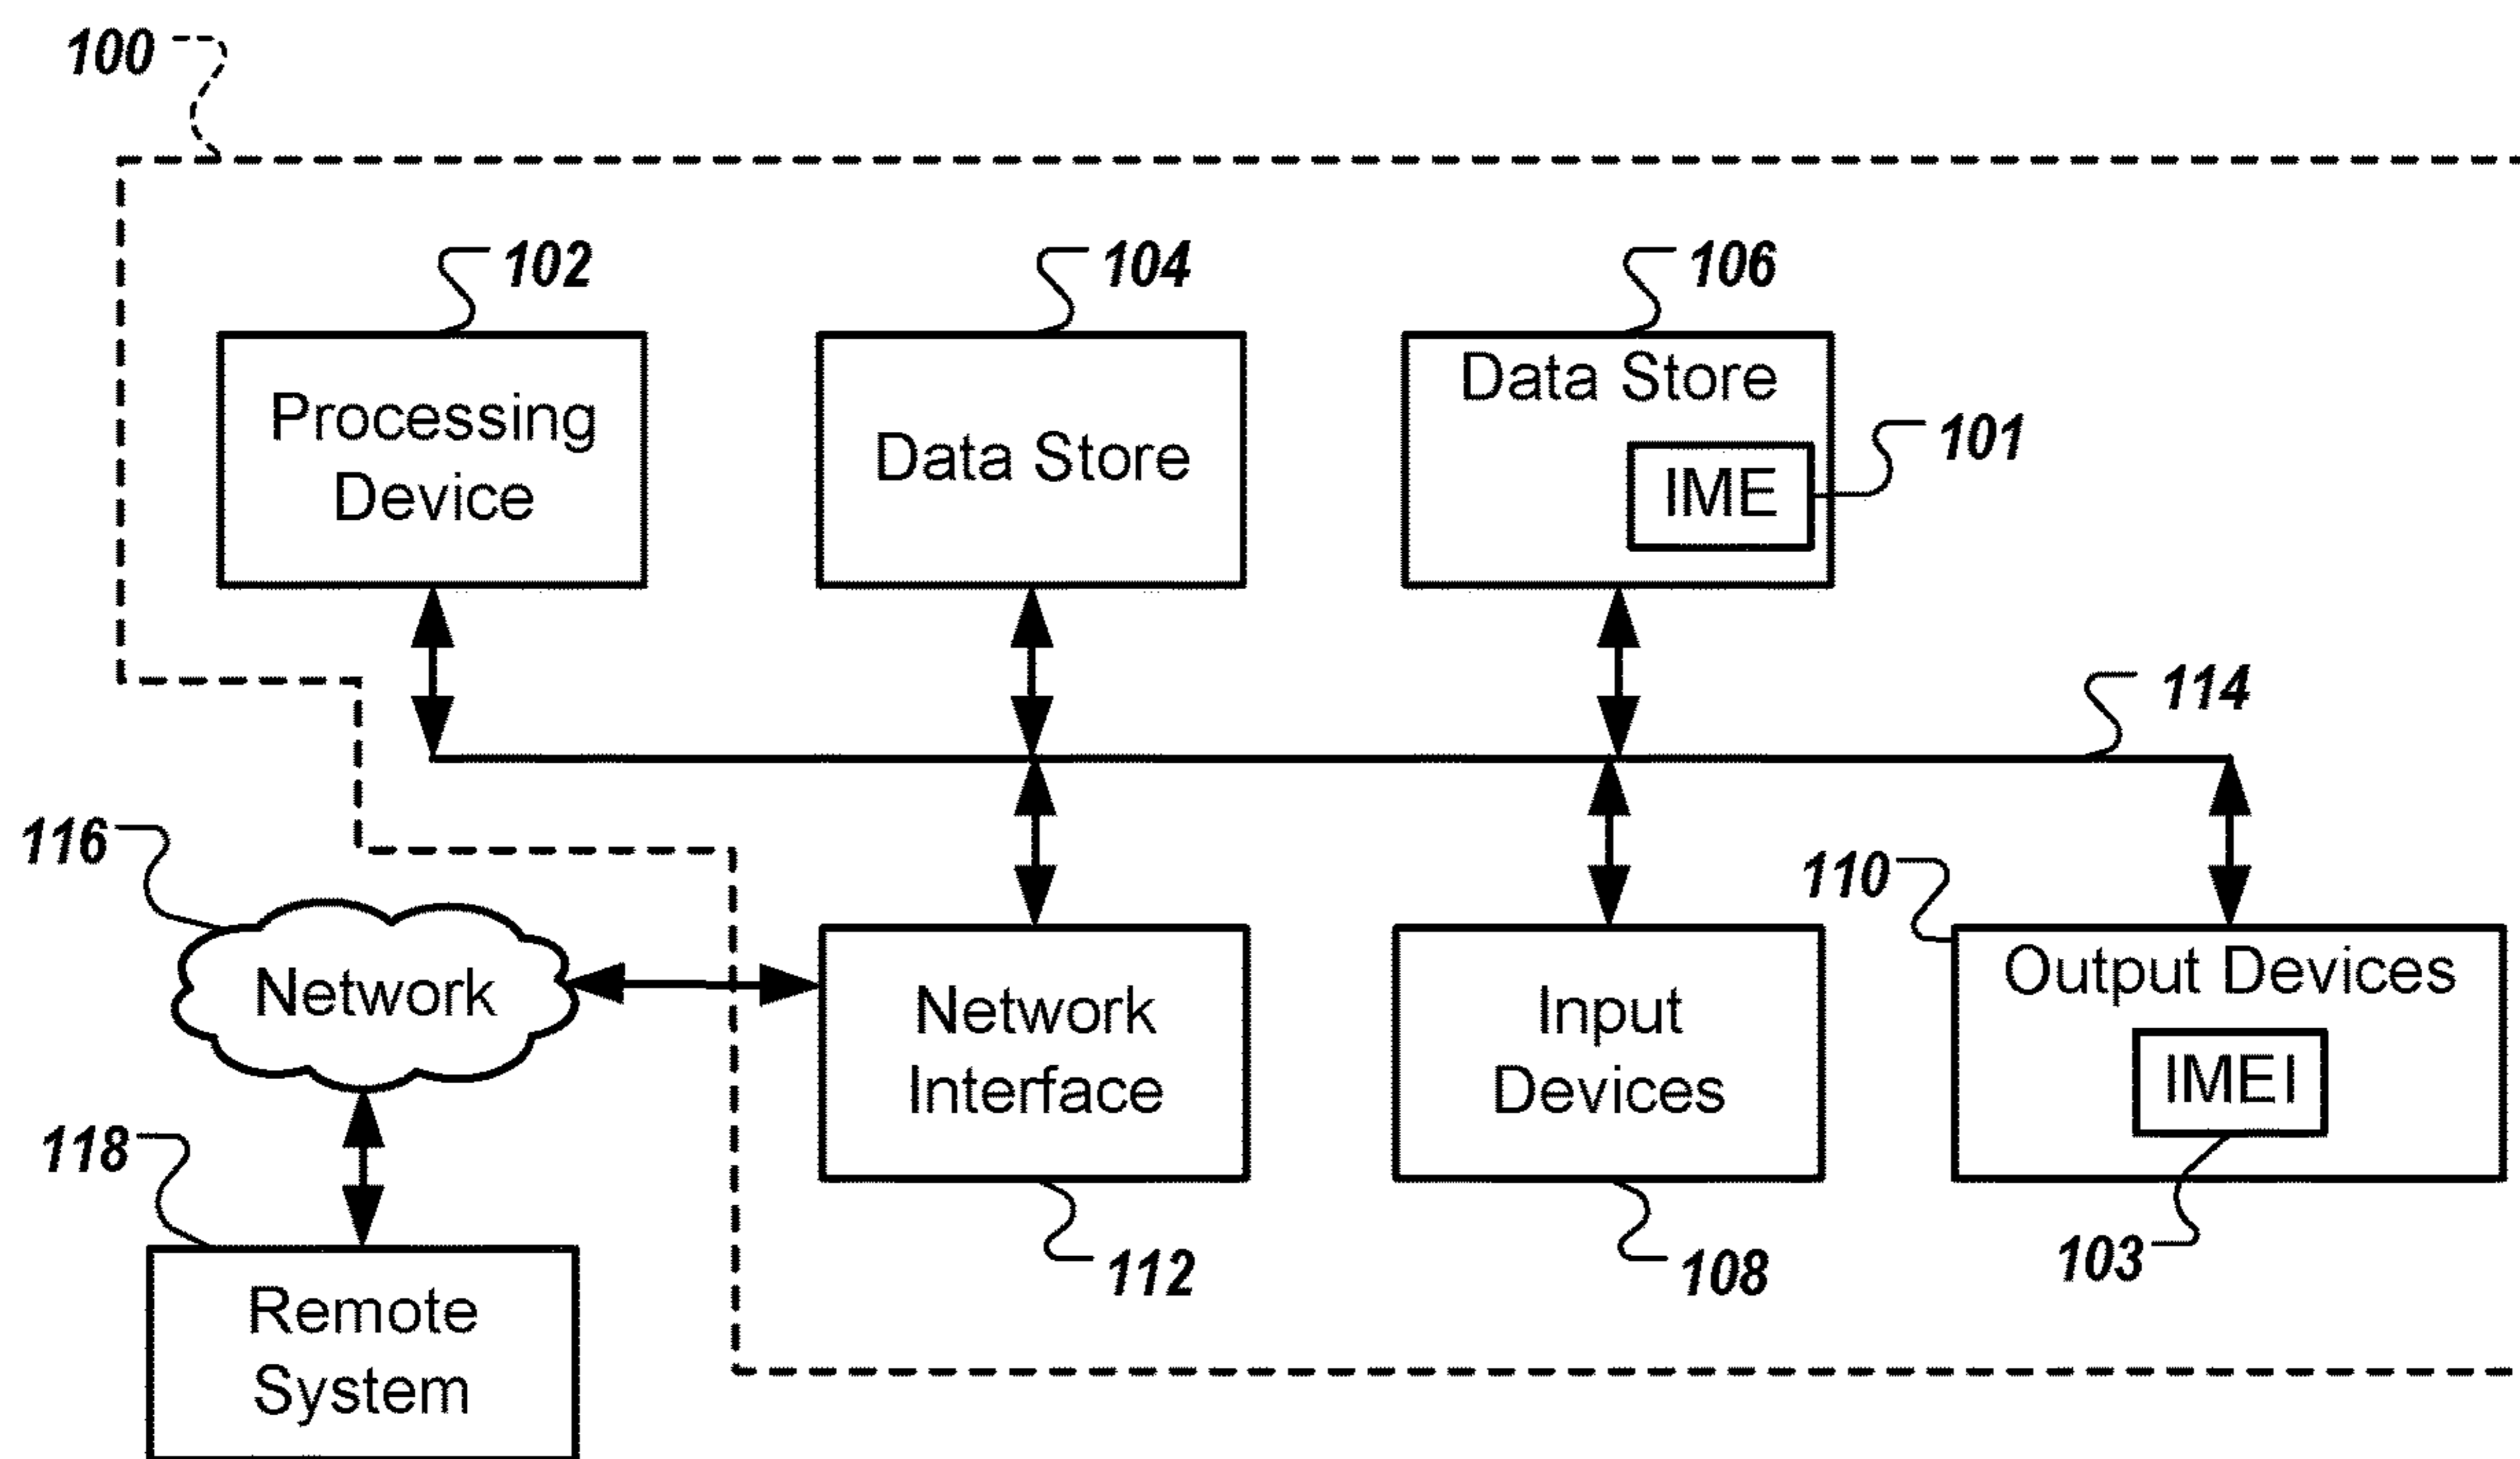 100
102
104
106
Processing
Device
Data Store
Data Store
IME
101
114
116
110
Network
Network
Interface
Input
Devices
Output Devices
IMEI
118
112
108
103
Remote
System